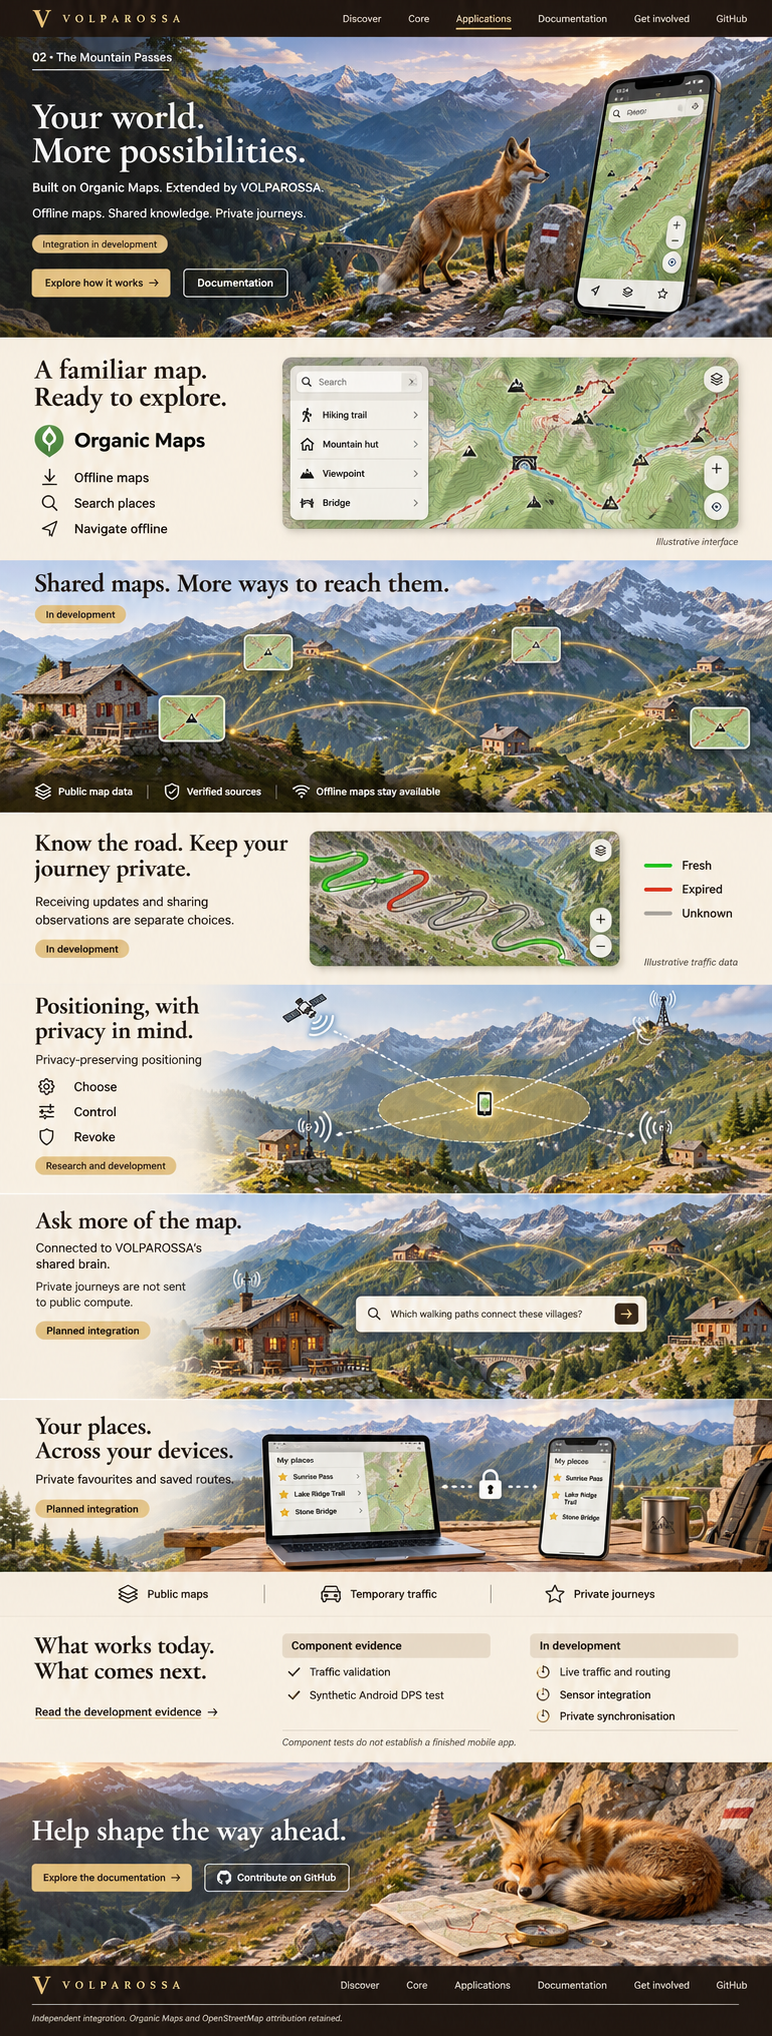 V VOLPAROSSA
Discover Core Applications Documentation Get involved GitHub
02 • The Mountain Passes
Your world.
More possibilities.
Built on Organic Maps. Extended by VOLPAROSSA.
Offline maps. Shared knowledge. Private journeys.
Integration in development
Explore how it works →
Documentation
A familiar map.
Ready to explore.
Organic Maps
Offline maps
Search places
Navigate offline
Search
Hiking trail
Mountain hut
Viewpoint
Bridge
+
Illustrative interface
Shared maps. More ways to reach them.
In development
Public map data
Verified sources
Offline maps stay available
Know the road. Keep your
journey private.
Receiving updates and sharing
observations are separate choices.
In development
+
−
Fresh
Expired
Unknown
Illustrative traffic data
Positioning, with
privacy in mind.
Privacy-preserving positioning
Choose
Control
Revoke
Research and development
Ask more of the map.
Connected to VOLPAROSSA's
shared brain.
Private journeys are not sent
to public compute.
Planned integration
Which walking paths connect these villages?
→
Your places.
Across your devices.
Private favourites and saved routes.
Planned integration
My places
Sunrise Pass
Lake Ridge Trail
Stone Bridge
My places
Sunrise Pass
Lake Ridge
Trail
Stone Bridge
Public maps
Temporary traffic
Private journeys
What works today.
What comes next.
Read the development evidence →
Component evidence
Traffic validation
Synthetic Android DPS test
In development
Live traffic and routing
Sensor integration
Private synchronisation
Component tests do not establish a finished mobile app.
Help shape the way ahead.
Explore the documentation →
Contribute on GitHub
V VOLPAROSSA
Discover Core Applications Documentation Get involved GitHub
Independent integration. Organic Maps and OpenStreetMap attribution retained.